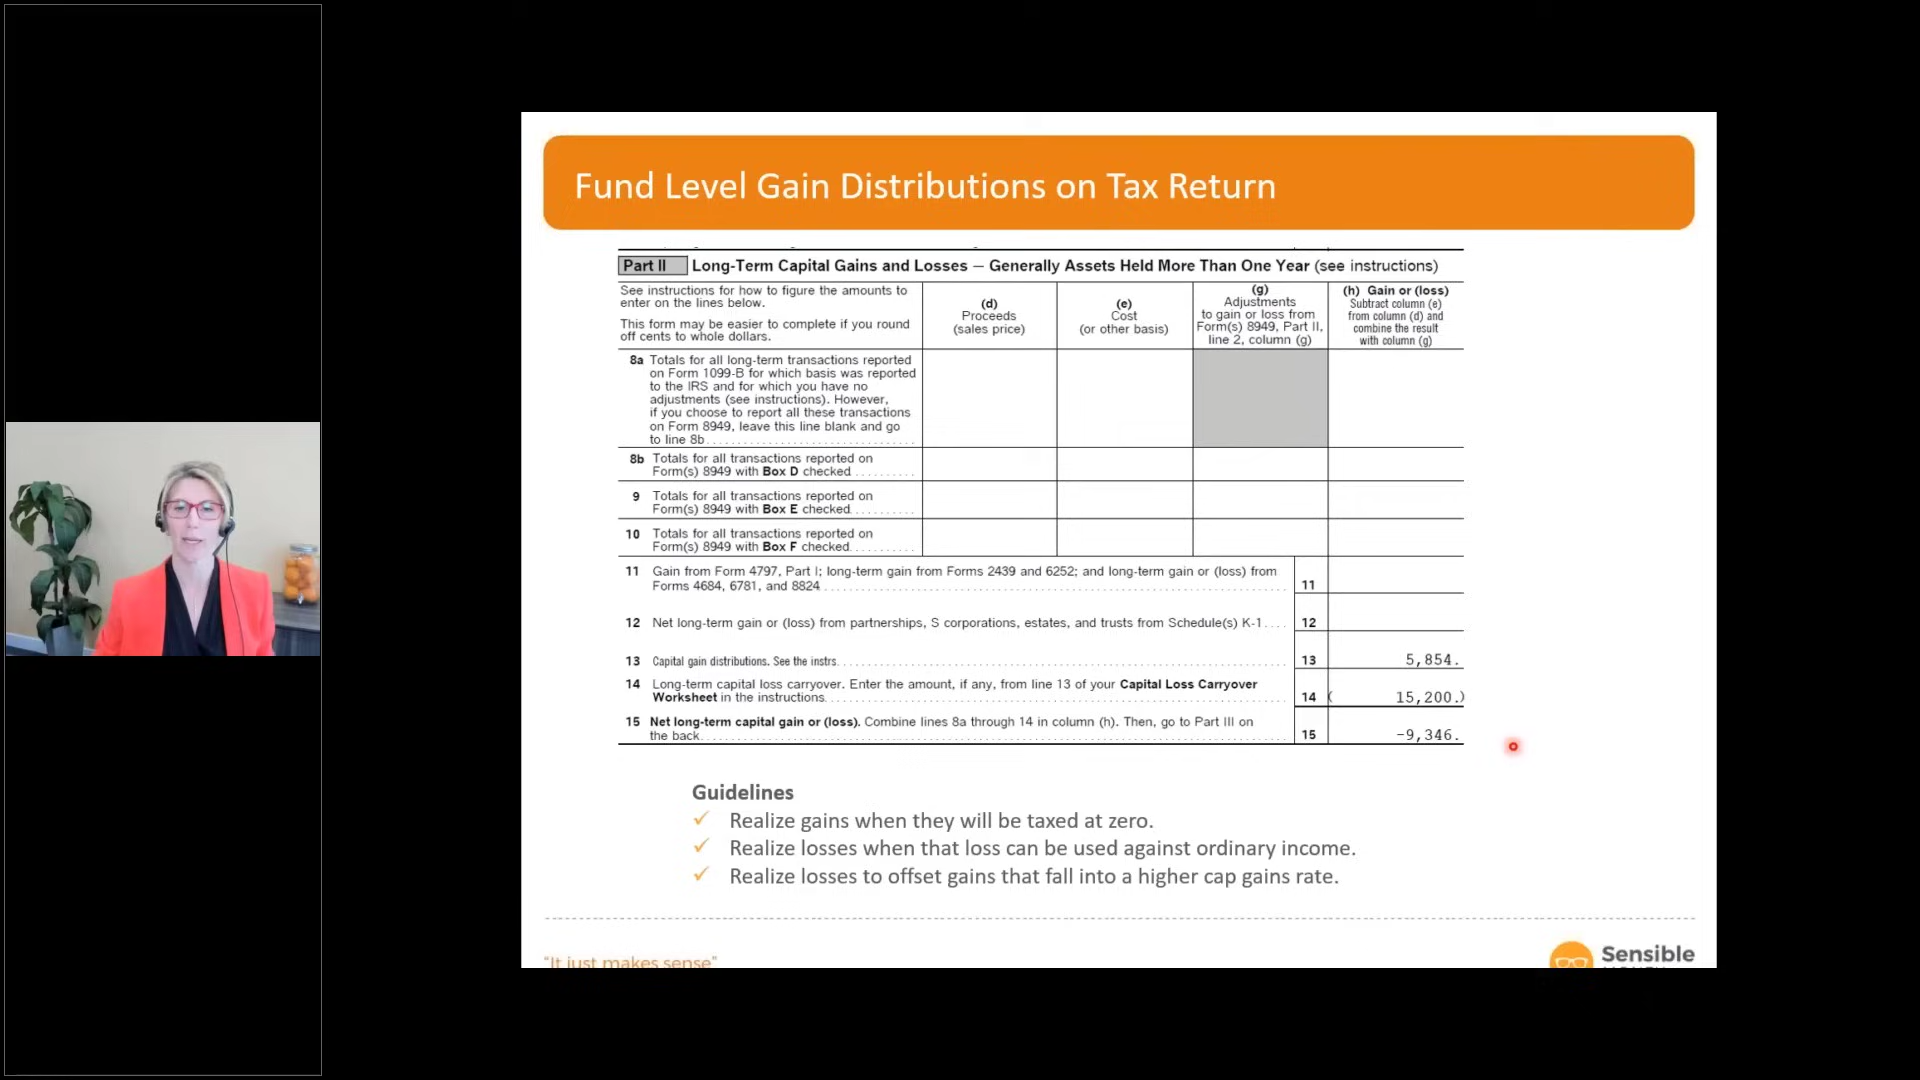 Fund Level Gain Distributions on Tax Return
Part II Long-Term Capital Gains and Losses – Generally Assets Held More Than One Year (see instructions)
See instructions for how to figure the amounts to
enter on the lines below.
This form may be easier to complete if you round
off cents to whole dollars.
(d)
Proceeds
(sales price)
(e)
Cost
(or other basis)
(g)
Adjustments
to gain or loss from
Form(s) 8949, Part II,
line 2, column (g)
(h) Gain or (loss)
Subtract column (e)
from column (d) and
combine the result
with column (g)
8a Totals for all long-term transactions reported
on Form 1099-B for which basis was reported
to the IRS and for which you have no
adjustments (see instructions). However,
if you choose to report all these transactions
on Form 8949, leave this line blank and go
to line 8b
8b Totals for all transactions reported on
Form(s) 8949 with Box D checked
9 Totals for all transactions reported on
Form(s) 8949 with Box E checked
10 Totals for all transactions reported on
Form(s) 8949 with Box F checked
11 Gain from Form 4797, Part I; long-term gain from Forms 2439 and 6252; and long-term gain or (loss) from
Forms 4684, 6781, and 8824 11
12 Net long-term gain or (loss) from partnerships, S corporations, estates, and trusts from Schedule(s) K-1 12
13 Capital gain distributions. See the instrs 13 5,854.
14 Long-term capital loss carryover. Enter the amount, if any, from line 13 of your Capital Loss Carryover
Worksheet in the instructions 14 ( 15,200.)
15 Net long-term capital gain or (loss). Combine lines 8a through 14 in column (h). Then, go to Part III on
the back 15 -9,346.
Guidelines
✓ Realize gains when they will be taxed at zero.
✓ Realize losses when that loss can be used against ordinary income.
✓ Realize losses to offset gains that fall into a higher cap gains rate.
"It just makes sense"
Sensible